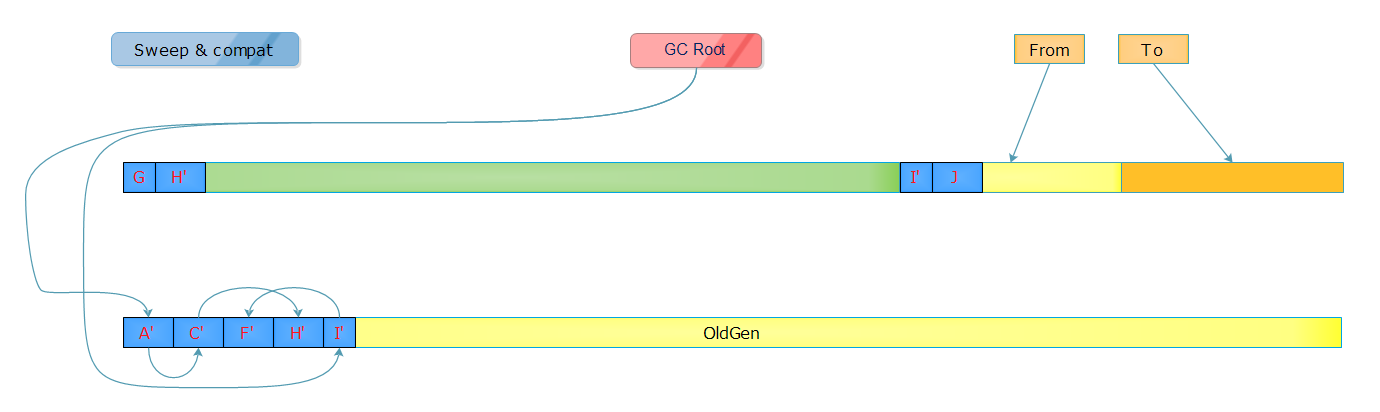 Sweep & compat
GC Root
From
To
G
H'
I'
J
A'
C'
F'
H'
I'
OldGen